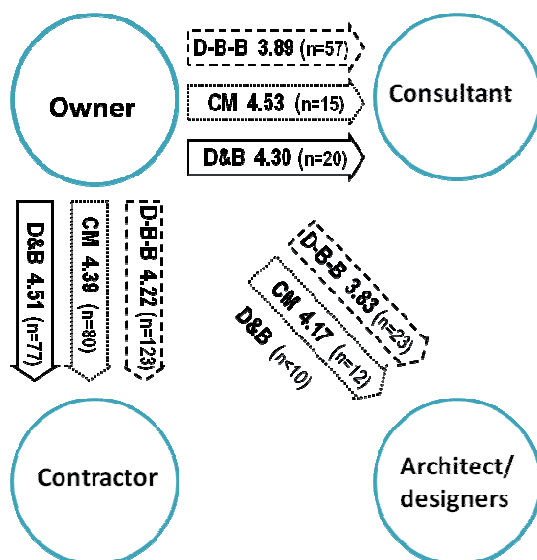 Owner
D-B-B 3.89 (n=57)
CM 4.53 (n=15)
D&B 4.30 (n=20)
Consultant
D&B 4.51 (n=77)
CM 4.39 (n=80)
D-B-B 4.22 (n=123)
D-B-B 3.83 (n=23)
CM 4.17 (n=12)
D&B (n<10)
Contractor
Architect/
designers